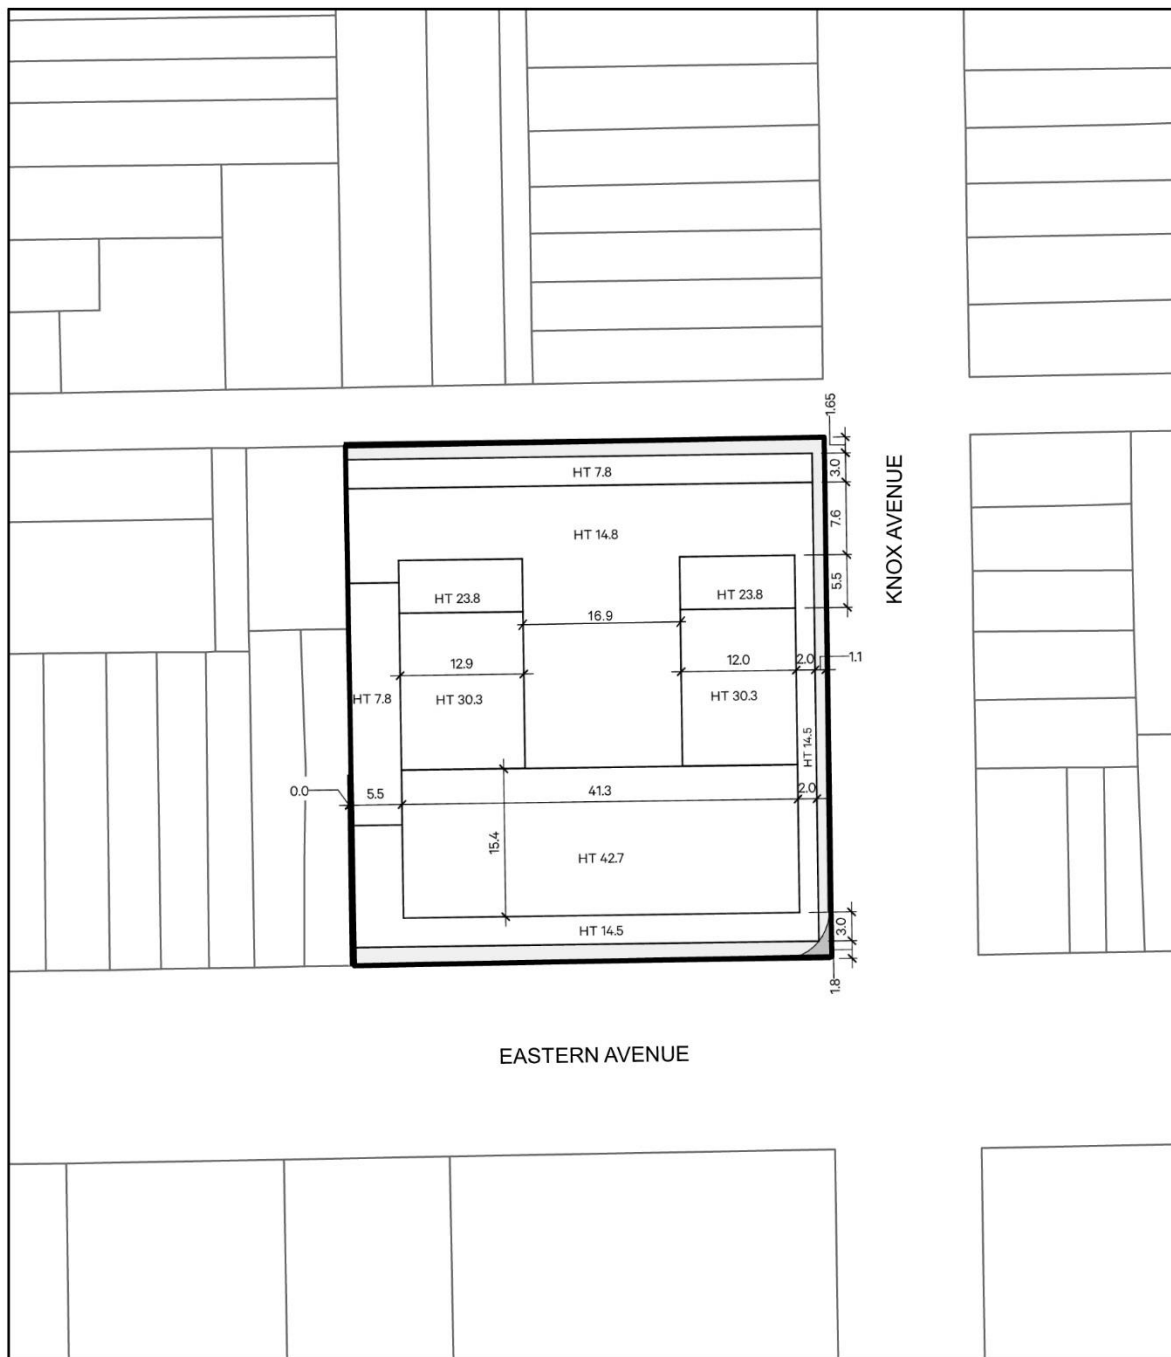 1.65
HT 7.8
3.0
KNOX AVENUE
7.6
HT 14.8
5.5
HT 23.8
HT 23.8
16.9
12.9
12.0
2.0
1.1
HT 7.8
HT 30.3
HT 30.3
HT 14.5
0.0
5.5
41.3
2.0
15.4
HT 42.7
HT 14.5
3.0
1.8
EASTERN AVENUE